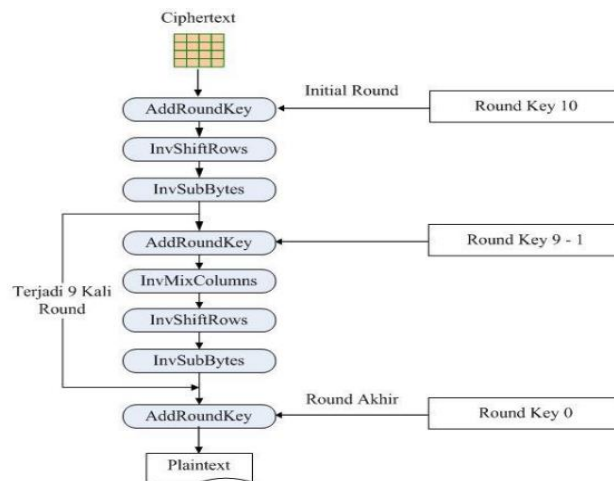 Ciphertext
Initial Round
AddRoundKey
Round Key 10
InvShiftRows
InvSubBytes
AddRoundKey
Round Key 9 - 1
InvMixColumns
Terjadi 9 Kali
Round
InvShiftRows
InvSubBytes
Round Akhir
AddRoundKey
Round Key 0
Plaintext